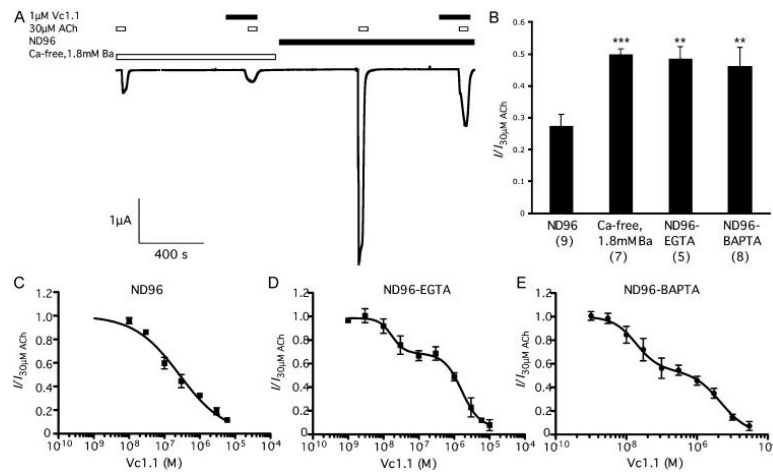 A
1µM Vc1.1
30µM ACh
ND96
Ca-free,1.8mM Ba
1µA
400 s
B
I/I30µM ACh
0.6
0.5
0.4
0.3
0.2
0.1
0
***
**
**
ND96
(9)
Ca-free,
1.8mM Ba
(7)
ND96-
EGTA
(5)
ND96-
BAPTA
(8)
C
ND96
I/I30µM ACh
1.2
1.0
0.8
0.6
0.4
0.2
0
10¹⁰ 10⁹ 10⁸ 10⁷ 10⁶ 10⁵ 10⁴
Vc1.1 (M)
D
ND96-EGTA
I/I30µM ACh
1.2
1.0
0.8
0.6
0.4
0.2
0
10¹⁰ 10⁹ 10⁸ 10⁷ 10⁶ 10⁵ 10⁴
Vc1.1 (M)
E
ND96-BAPTA
I/I30µM ACh
1.2
1.0
0.8
0.6
0.4
0.2
0
10¹⁰ 10⁸ 10⁶ 10⁴
Vc1.1 (M)